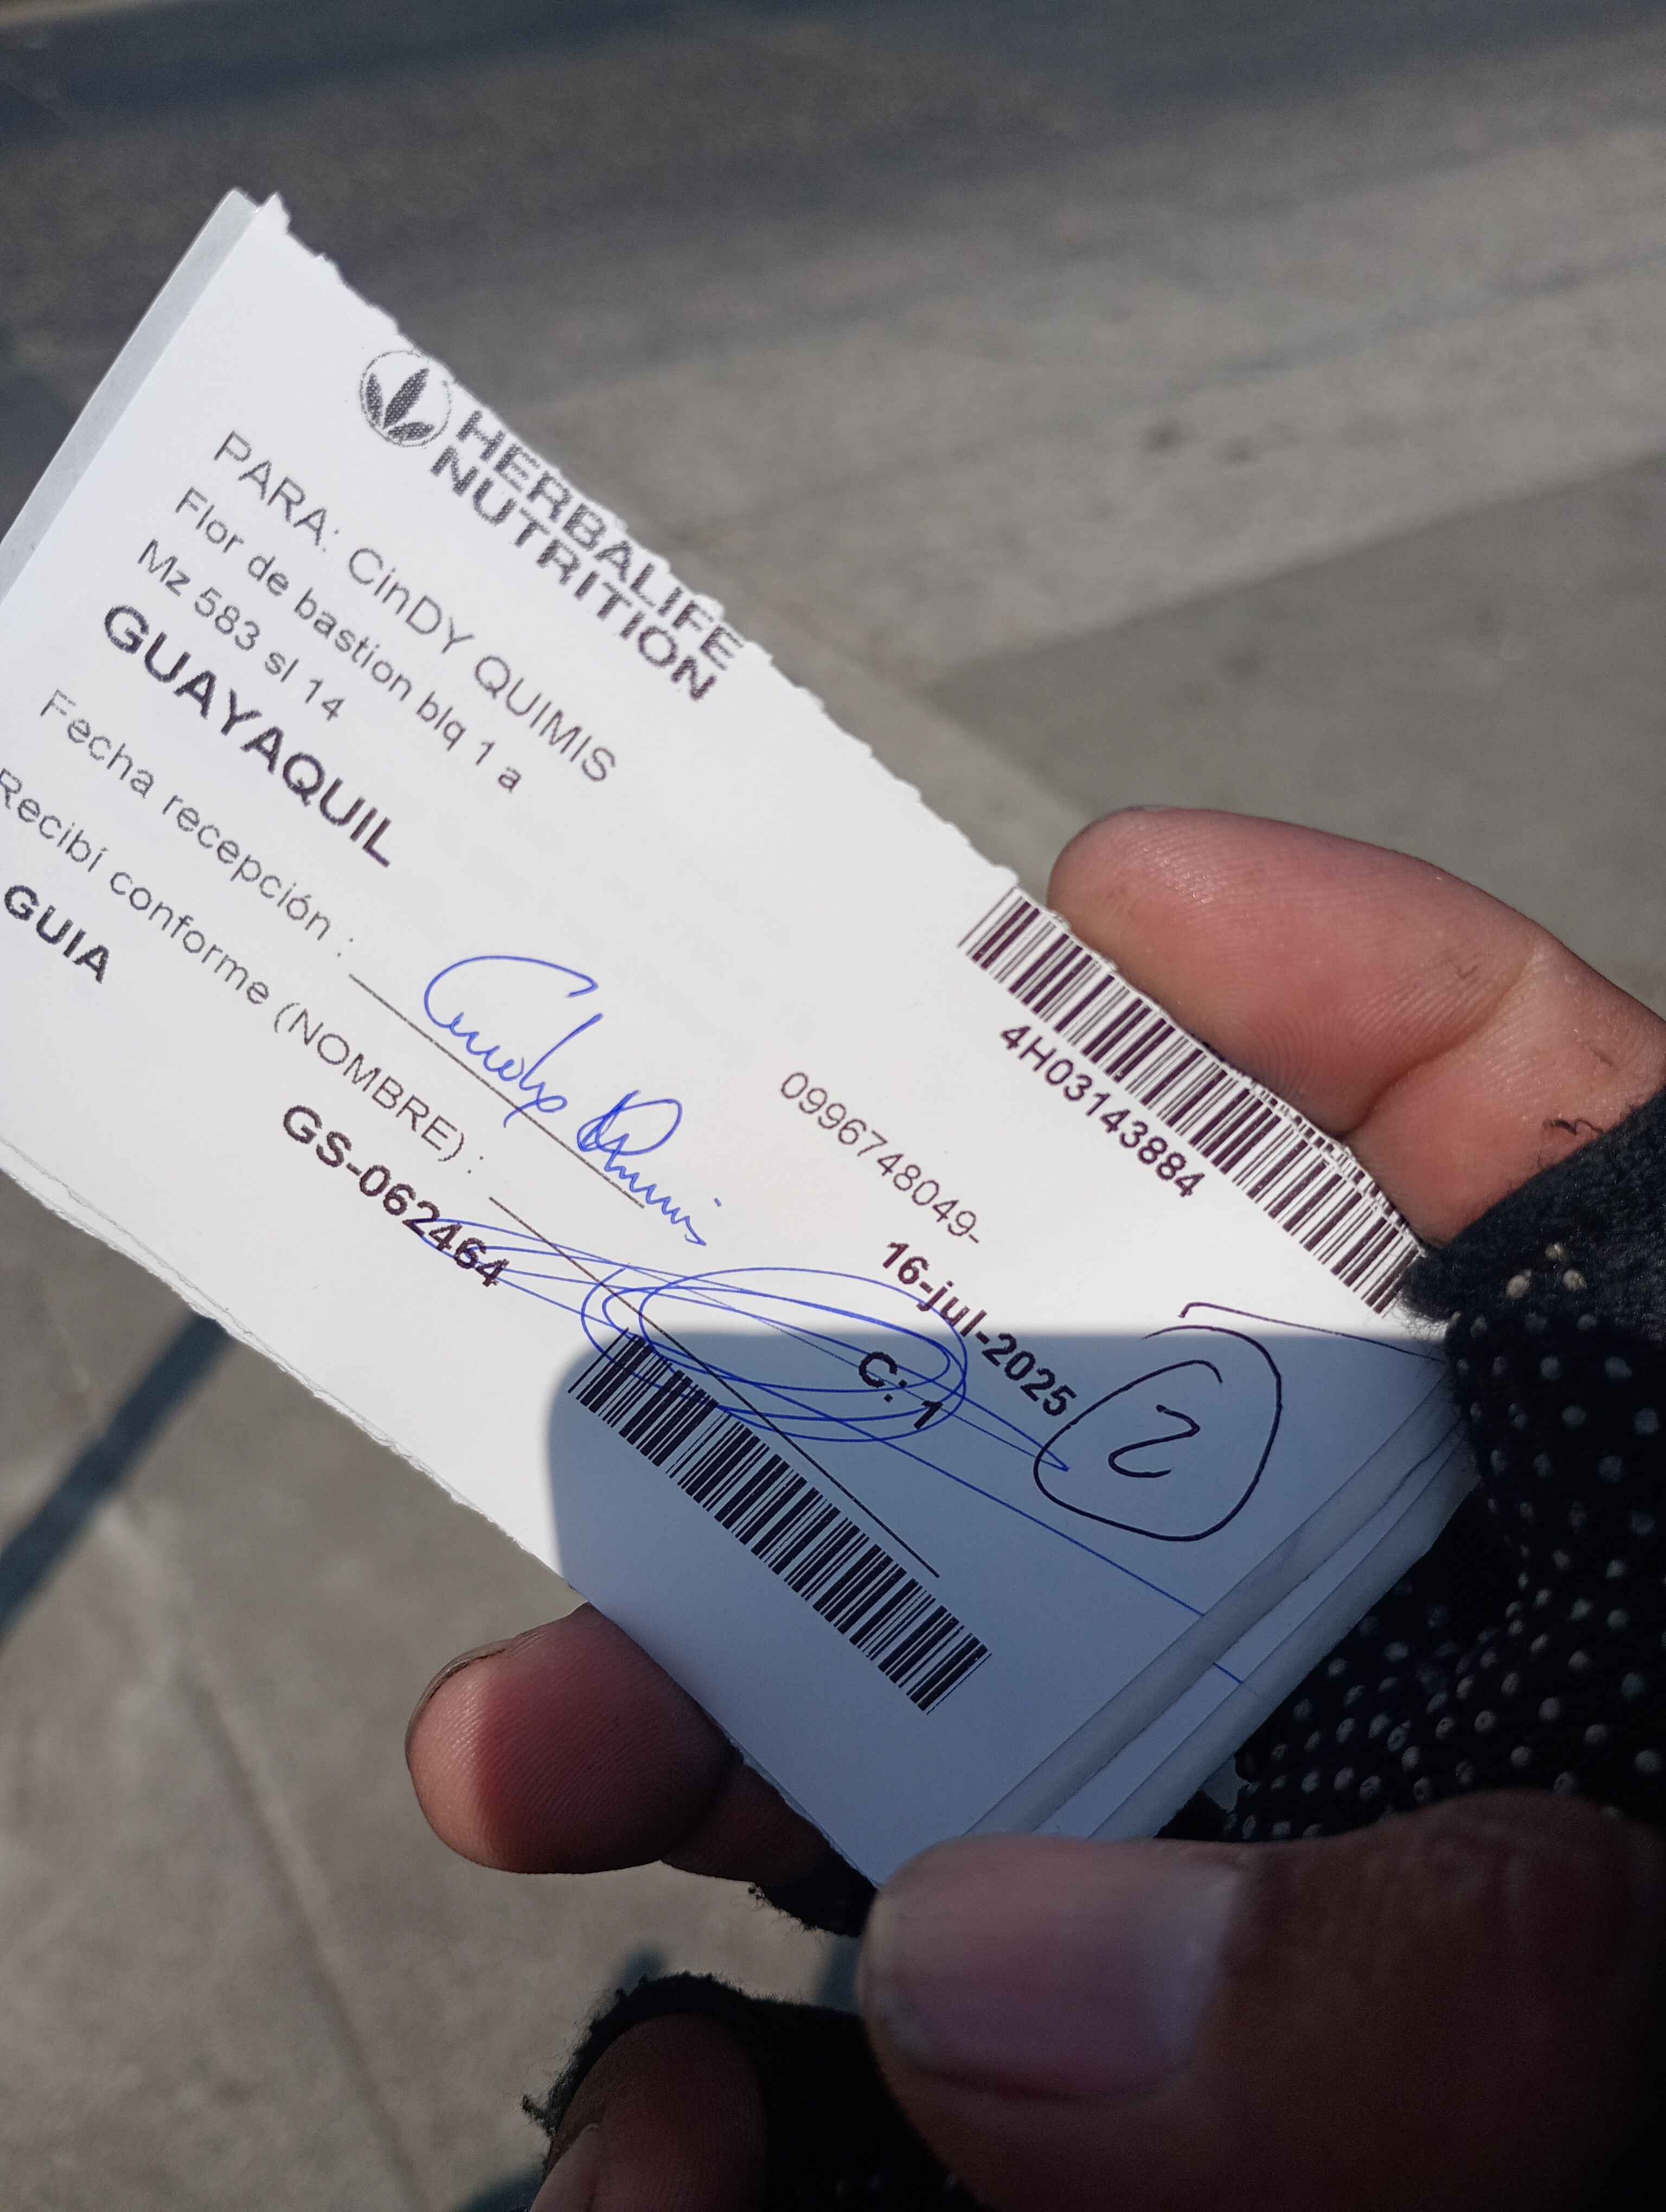 HERBALIFE
NUTRITION
4H03143884
PARA: CinDY QUIMIS
Flor de bastion blq 1 a
Mz 583 sl 14
0996748049-
GUAYAQUIL
16-jul-2025
Fecha recepción :
C: 1
2
Recibí conforme (NOMBRE):
GUIA
GS-062464